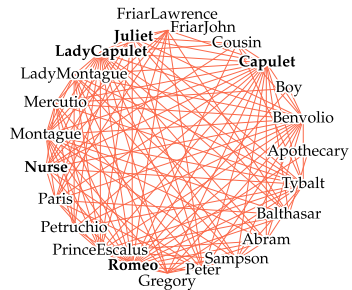 FriarLawrence
FriarJohn
Juliet
Cousin
LadyCapulet
Capulet
LadyMontague
Boy
Mercutio
Benvolio
Montague
Apothecary
Nurse
Tybalt
Paris
Balthasar
Petruchio
Abram
PrinceEscalus
Sampson
Romeo
Peter
Gregory